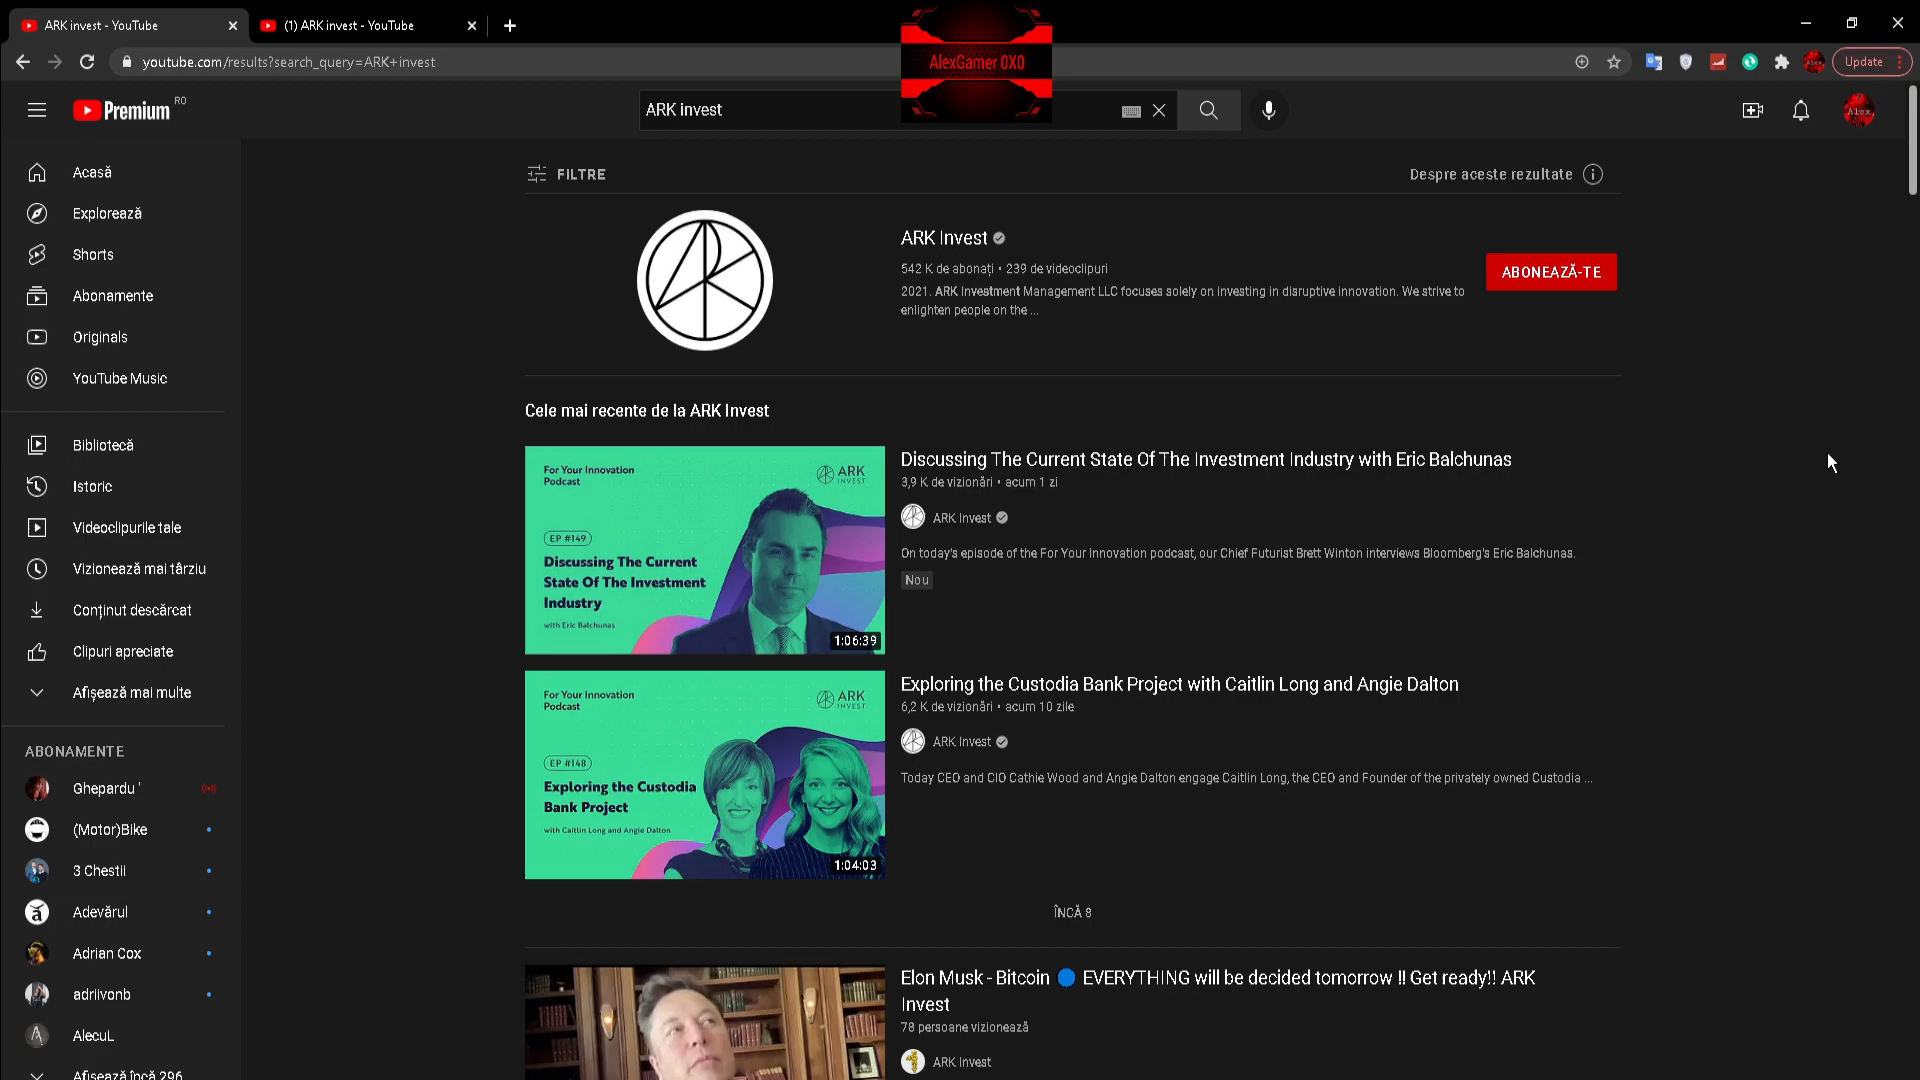 ARK invest - YouTube
(1) ARK invest - YouTube
youtube.com/results?search_query=ARK+invest
Update
AlexGamer 0X0
Premium RO
ARK invest
Alex
Acasă
Explorează
Shorts
Abonamente
Originals
YouTube Music
Bibliotecă
Istoric
Videoclipurile tale
Vizionează mai târziu
Conținut descărcat
Clipuri apreciate
Afișează mai multe
ABONAMENTE
Ghepardu '
(Motor)Bike
3 Chestii
Adevărul
Adrian Cox
adriivonb
AlecuL
Afișează încă 296
FILTRE
Despre aceste rezultate
ARK Invest
542 K de abonați • 239 de videoclipuri
2021. ARK Investment Management LLC focuses solely on investing in disruptive innovation. We strive to
enlighten people on the ...
ABONEAZĂ-TE
Cele mai recente de la ARK Invest
For Your Innovation
Podcast
ARK
INVEST
EP #149
Discussing The Current
State Of The Investment
Industry
with Eric Balchunas
1:06:39
Discussing The Current State Of The Investment Industry with Eric Balchunas
3,9 K de vizionări • acum 1 zi
ARK Invest
On today's episode of the For Your Innovation podcast, our Chief Futurist Brett Winton interviews Bloomberg's Eric Balchunas.
Nou
For Your Innovation
Podcast
ARK
INVEST
EP #148
Exploring the Custodia
Bank Project
with Caitlin Long and Angie Dalton
1:04:03
Exploring the Custodia Bank Project with Caitlin Long and Angie Dalton
6,2 K de vizionări • acum 10 zile
ARK Invest
Today CEO and CIO Cathie Wood and Angie Dalton engage Caitlin Long, the CEO and Founder of the privately owned Custodia ...
ÎNCĂ 8
Elon Musk - Bitcoin 🔵 EVERYTHING will be decided tomorrow !! Get ready!! ARK
Invest
78 persoane vizionează
ARK Invest